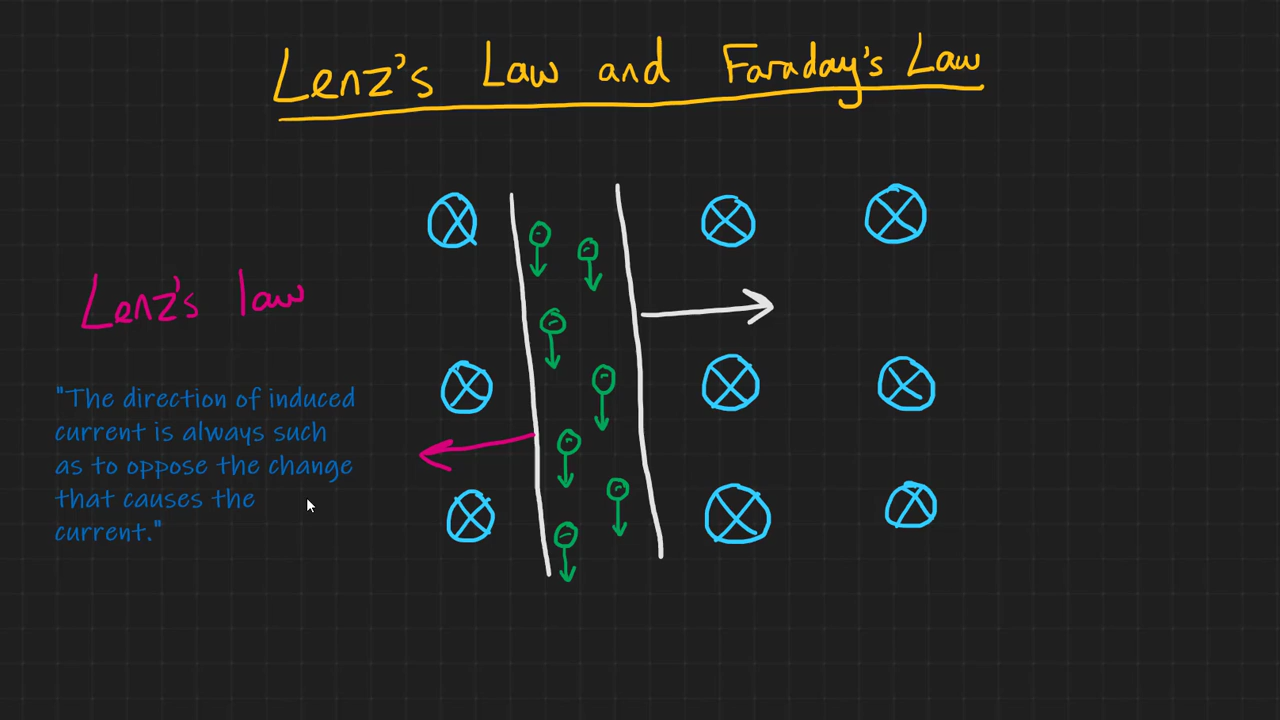 Lenz's Law and Faraday's Law
Lenz's law
"The direction of induced
current is always such
as to oppose the change
that causes the
current."